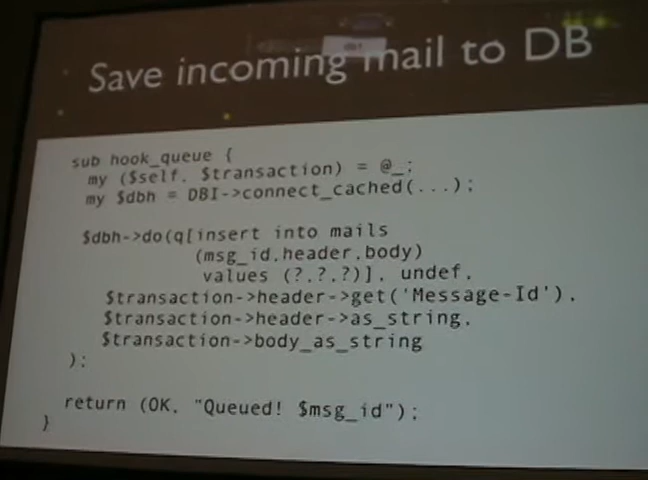 Save incoming mail to DB
sub hook_queue {
my ($self, $transaction) = @_;
my $dbh = DBI->connect_cached(...);
$dbh->do(q[insert into mails
(msg_id,header,body)
values (?,?,?)], undef,
$transaction->header->get('Message-Id'),
$transaction->header->as_string,
$transaction->body_as_string
);
return (OK, "Queued! $msg_id");
}